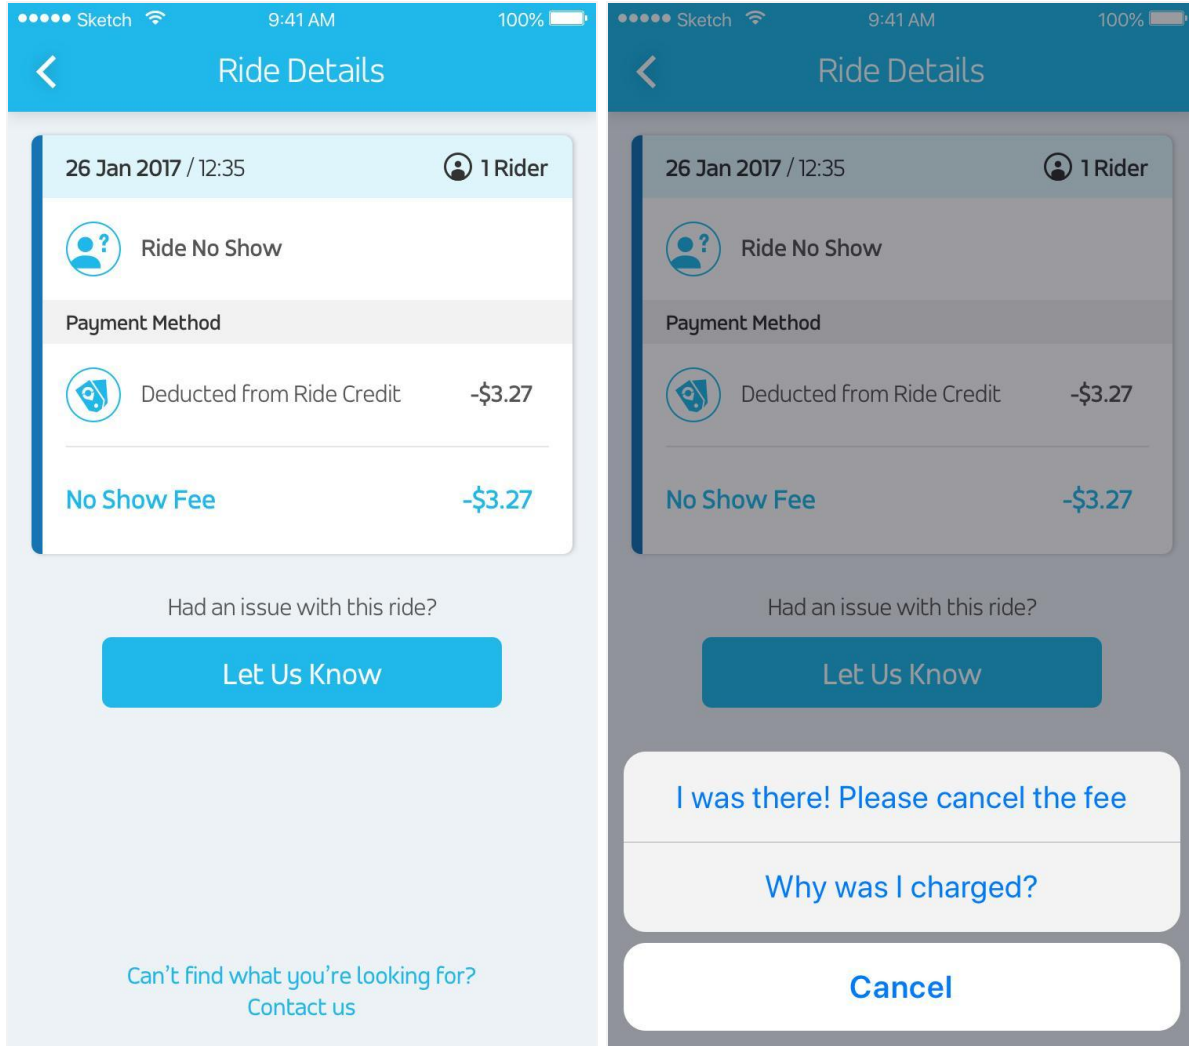 Sketch 9:41 AM 100%
Ride Details
26 Jan 2017 / 12:35 1 Rider
? Ride No Show
Payment Method
Deducted from Ride Credit -$3.27
No Show Fee -$3.27
Had an issue with this ride?
Let Us Know
Can't find what you're looking for?
Contact us
Sketch 9:41 AM 100%
Ride Details
26 Jan 2017 / 12:35 1 Rider
? Ride No Show
Payment Method
Deducted from Ride Credit -$3.27
No Show Fee -$3.27
Had an issue with this ride?
Let Us Know
I was there! Please cancel the fee
Why was I charged?
Cancel